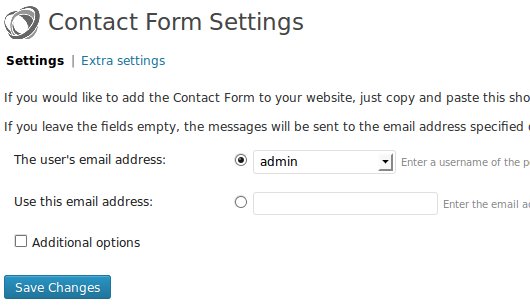 Contact Form Settings
Settings | Extra settings
If you would like to add the Contact Form to your website, just copy and paste this sho
If you leave the fields empty, the messages will be sent to the email address specified
The user's email address: admin Enter a username of the p
Use this email address: Enter the email a
Additional options
Save Changes